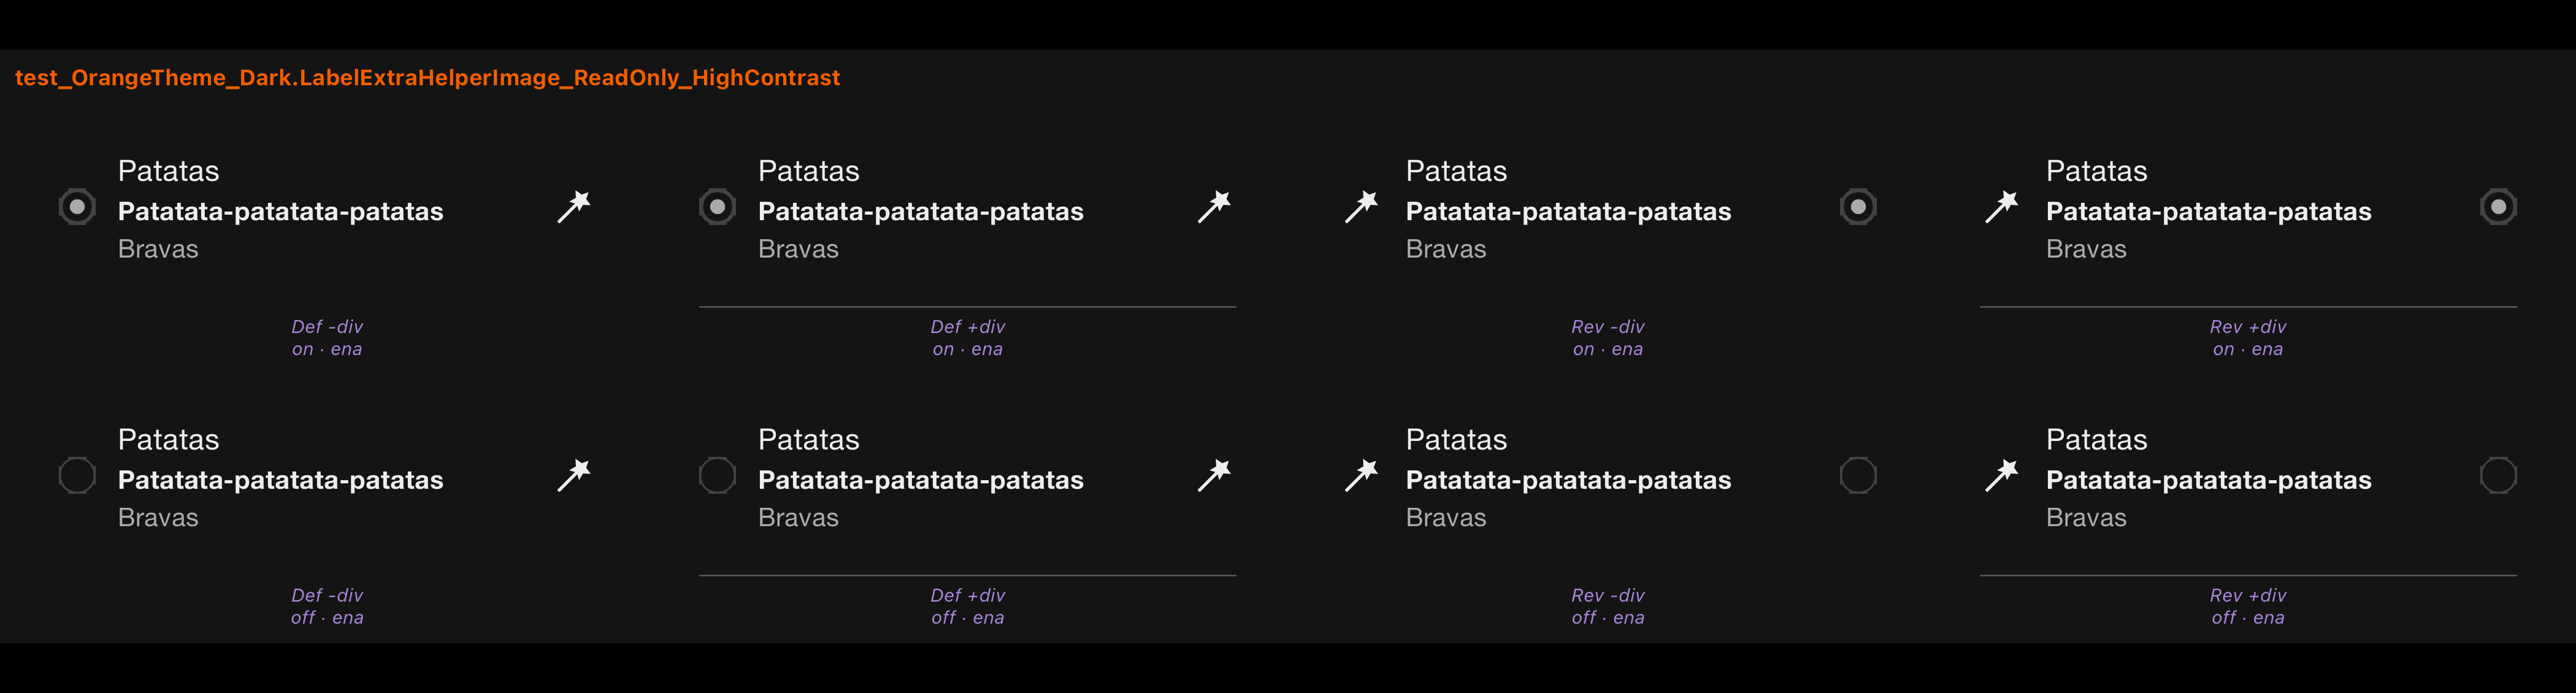 test_OrangeTheme_Dark.LabelExtraHelperImage_ReadOnly_HighContrast
Patatas
Patatata-patatata-patatas
Bravas
Def -div
on · ena
Patatas
Patatata-patatata-patatas
Bravas
Def +div
on · ena
Patatas
Patatata-patatata-patatas
Bravas
Rev -div
on · ena
Patatas
Patatata-patatata-patatas
Bravas
Rev +div
on · ena
Patatas
Patatata-patatata-patatas
Bravas
Def -div
off · ena
Patatas
Patatata-patatata-patatas
Bravas
Def +div
off · ena
Patatas
Patatata-patatata-patatas
Bravas
Rev -div
off · ena
Patatas
Patatata-patatata-patatas
Bravas
Rev +div
off · ena